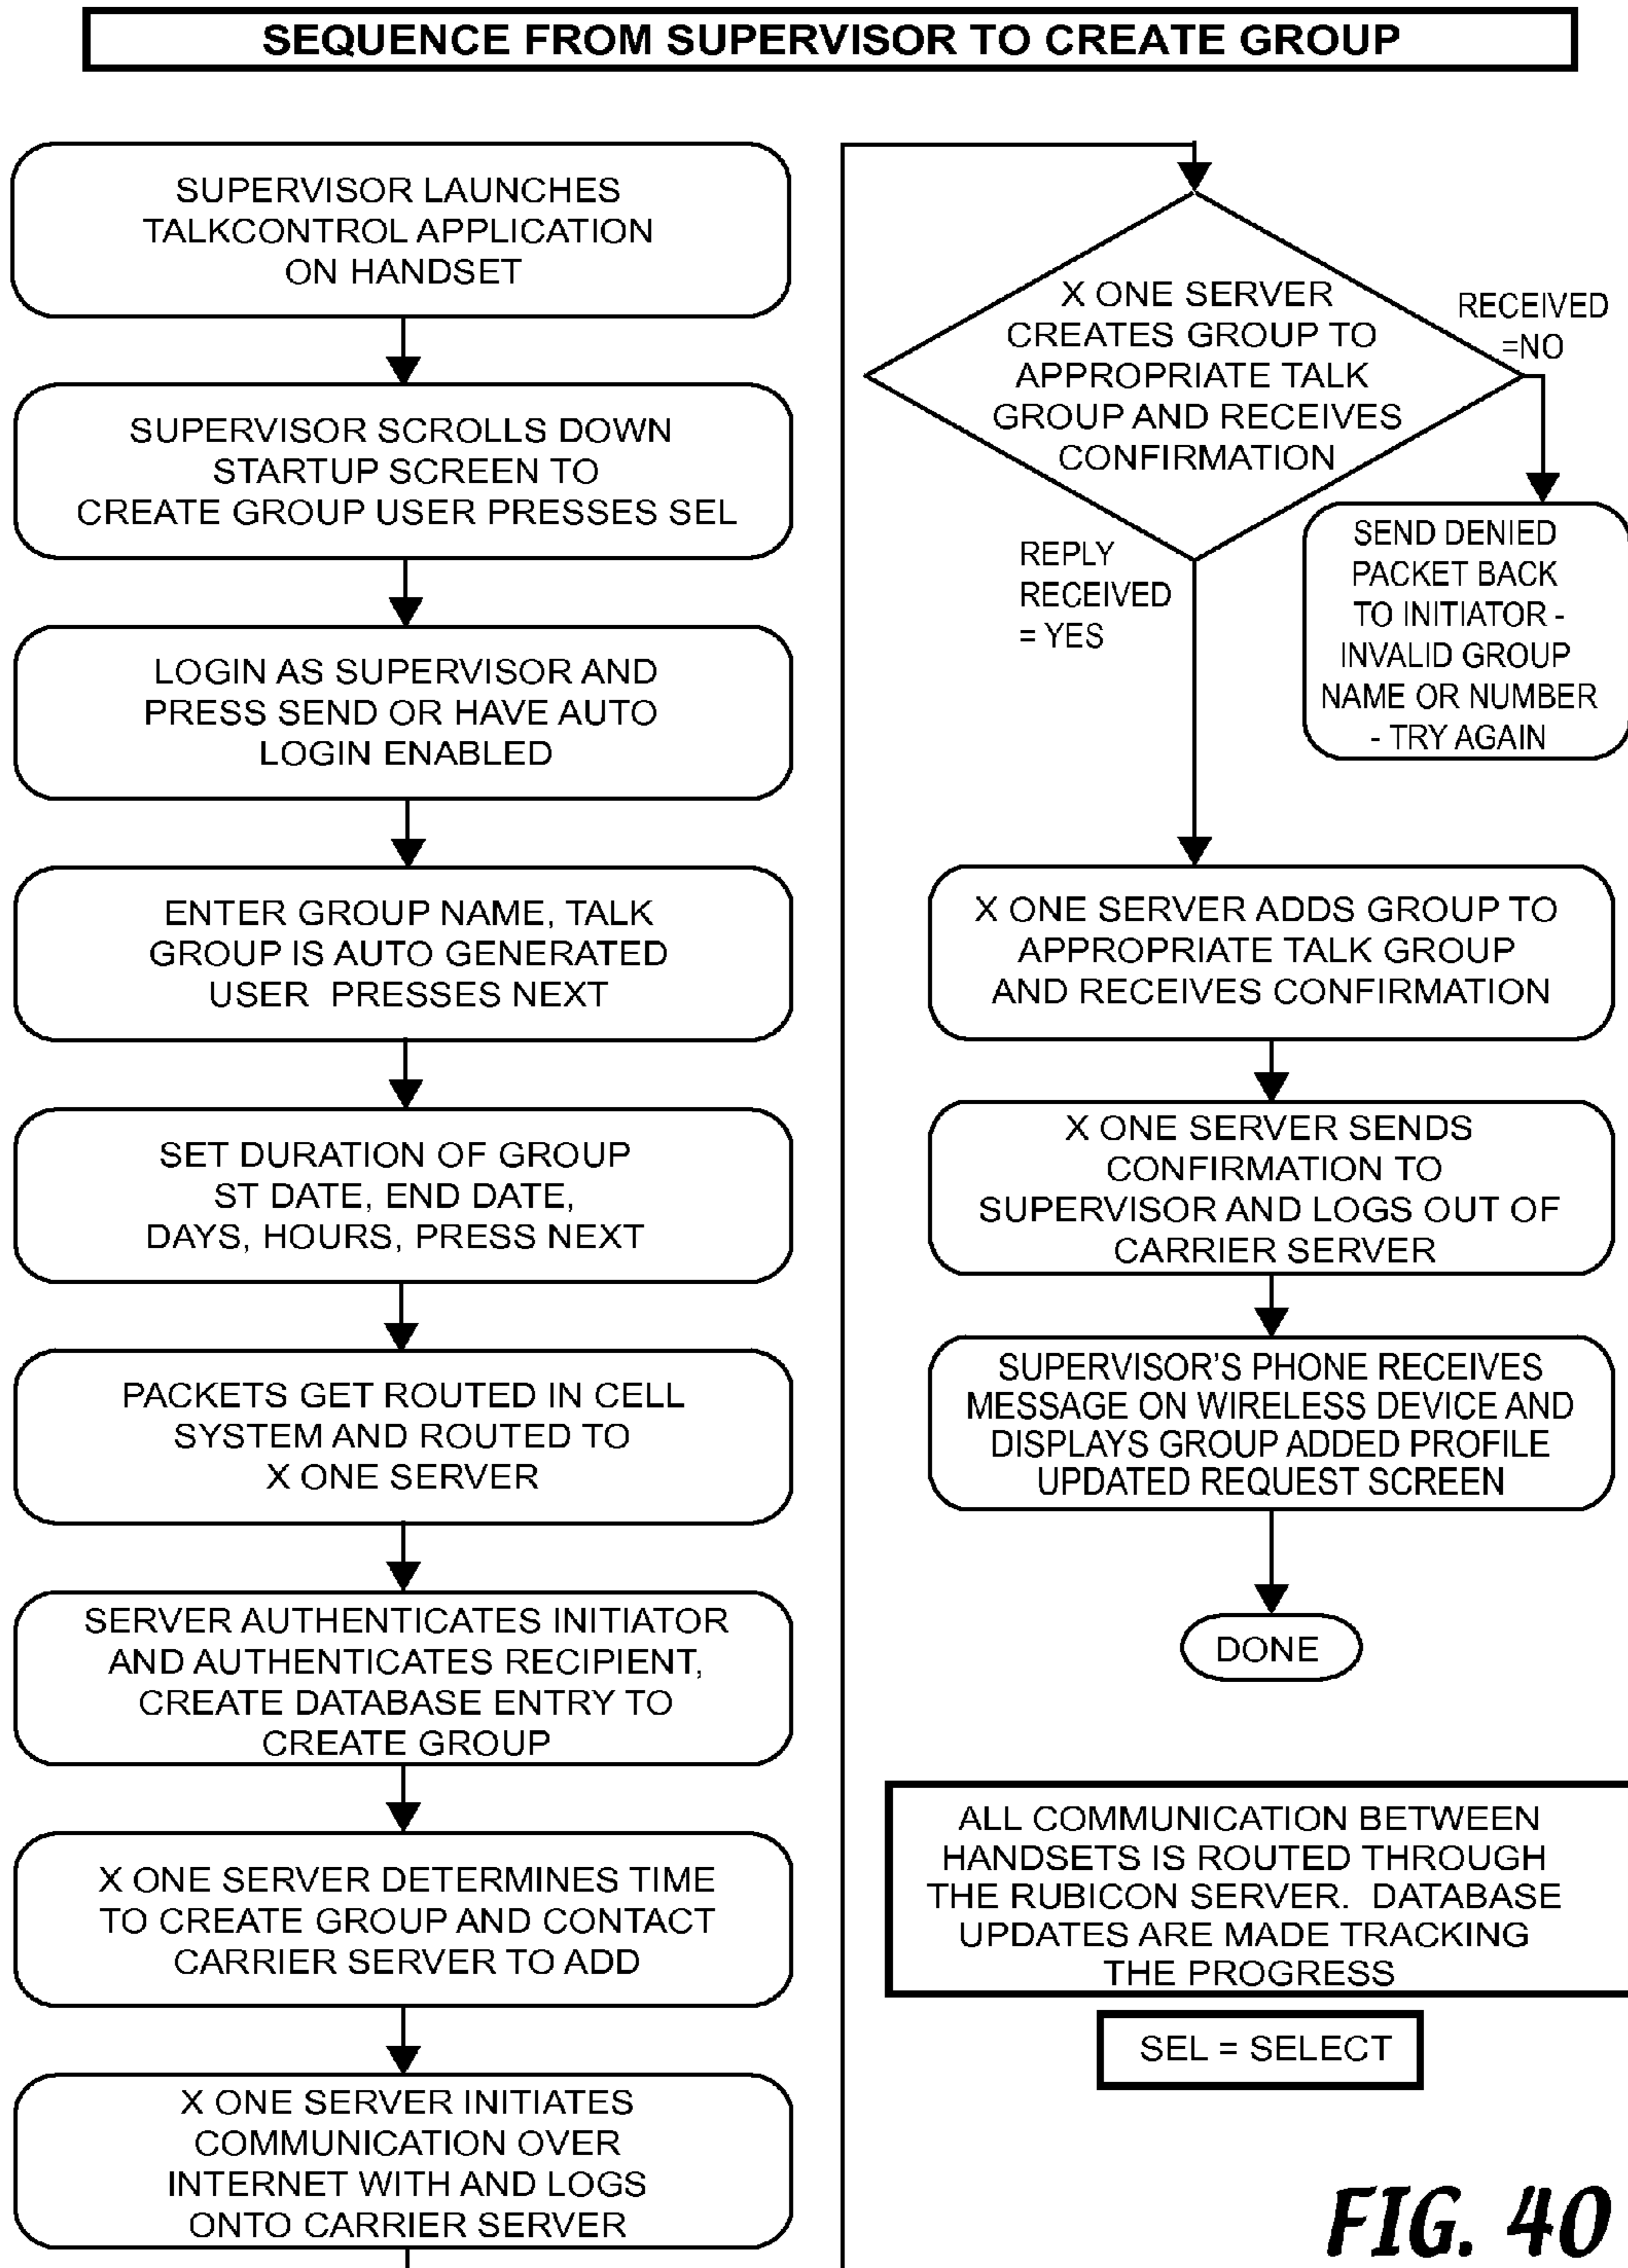 SEQUENCE FROM SUPERVISOR TO CREATE GROUP
SUPERVISOR LAUNCHES
TALKCONTROL APPLICATION
ON HANDSET
SUPERVISOR SCROLLS DOWN
STARTUP SCREEN TO
CREATE GROUP USER PRESSES SEL
LOGIN AS SUPERVISOR AND
PRESS SEND OR HAVE AUTO
LOGIN ENABLED
ENTER GROUP NAME, TALK
GROUP IS AUTO GENERATED
USER PRESSES NEXT
SET DURATION OF GROUP
ST DATE, END DATE,
DAYS, HOURS, PRESS NEXT
PACKETS GET ROUTED IN CELL
SYSTEM AND ROUTED TO
X ONE SERVER
SERVER AUTHENTICATES INITIATOR
AND AUTHENTICATES RECIPIENT,
CREATE DATABASE ENTRY TO
CREATE GROUP
X ONE SERVER DETERMINES TIME
TO CREATE GROUP AND CONTACT
CARRIER SERVER TO ADD
X ONE SERVER INITIATES
COMMUNICATION OVER
INTERNET WITH AND LOGS
ONTO CARRIER SERVER
X ONE SERVER
CREATES GROUP TO
APPROPRIATE TALK
GROUP AND RECEIVES
CONFIRMATION
RECEIVED
=NO
SEND DENIED
PACKET BACK
TO INITIATOR -
INVALID GROUP
NAME OR NUMBER
- TRY AGAIN
REPLY
RECEIVED
= YES
X ONE SERVER ADDS GROUP TO
APPROPRIATE TALK GROUP
AND RECEIVES CONFIRMATION
X ONE SERVER SENDS
CONFIRMATION TO
SUPERVISOR AND LOGS OUT OF
CARRIER SERVER
SUPERVISOR'S PHONE RECEIVES
MESSAGE ON WIRELESS DEVICE AND
DISPLAYS GROUP ADDED PROFILE
UPDATED REQUEST SCREEN
DONE
ALL COMMUNICATION BETWEEN
HANDSETS IS ROUTED THROUGH
THE RUBICON SERVER. DATABASE
UPDATES ARE MADE TRACKING
THE PROGRESS
SEL = SELECT
FIG. 40